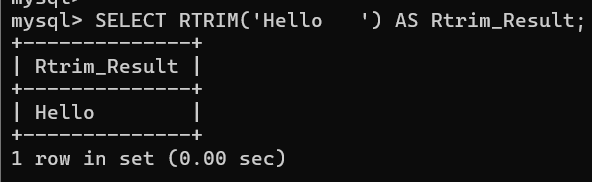 mysql>
mysql> SELECT RTRIM('Hello   ') AS Rtrim_Result;
+--------------+
| Rtrim_Result |
+--------------+
| Hello        |
+--------------+
1 row in set (0.00 sec)